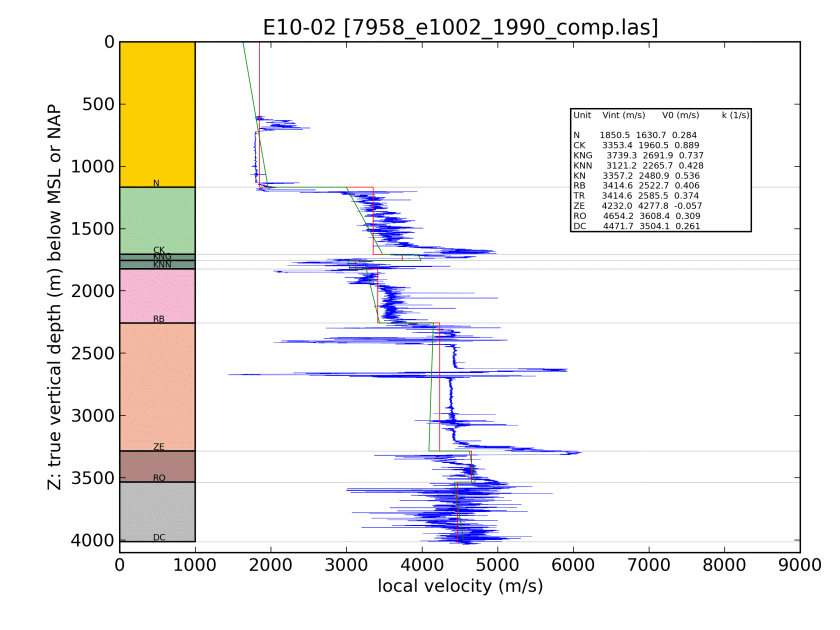 E10-02 [7958_e1002_1990_comp.las]
Z: true vertical depth (m) below MSL or NAP
0
500
1000
1500
2000
2500
3000
3500
4000
N
CK
KNG
KNN
RB
ZE
RO
DC
Unit Vint (m/s) V0 (m/s) k (1/s)
N 1850.5 1630.7 0.284
CK 3353.4 1960.5 0.889
KNG 3739.3 2691.9 0.737
KNN 3121.2 2265.7 0.428
KN 3357.2 2480.9 0.536
RB 3414.6 2522.7 0.406
TR 3414.6 2585.5 0.374
ZE 4232.0 4277.8 -0.057
RO 4654.2 3608.4 0.309
DC 4471.7 3504.1 0.261
0 1000 2000 3000 4000 5000 6000 7000 8000 9000
local velocity (m/s)